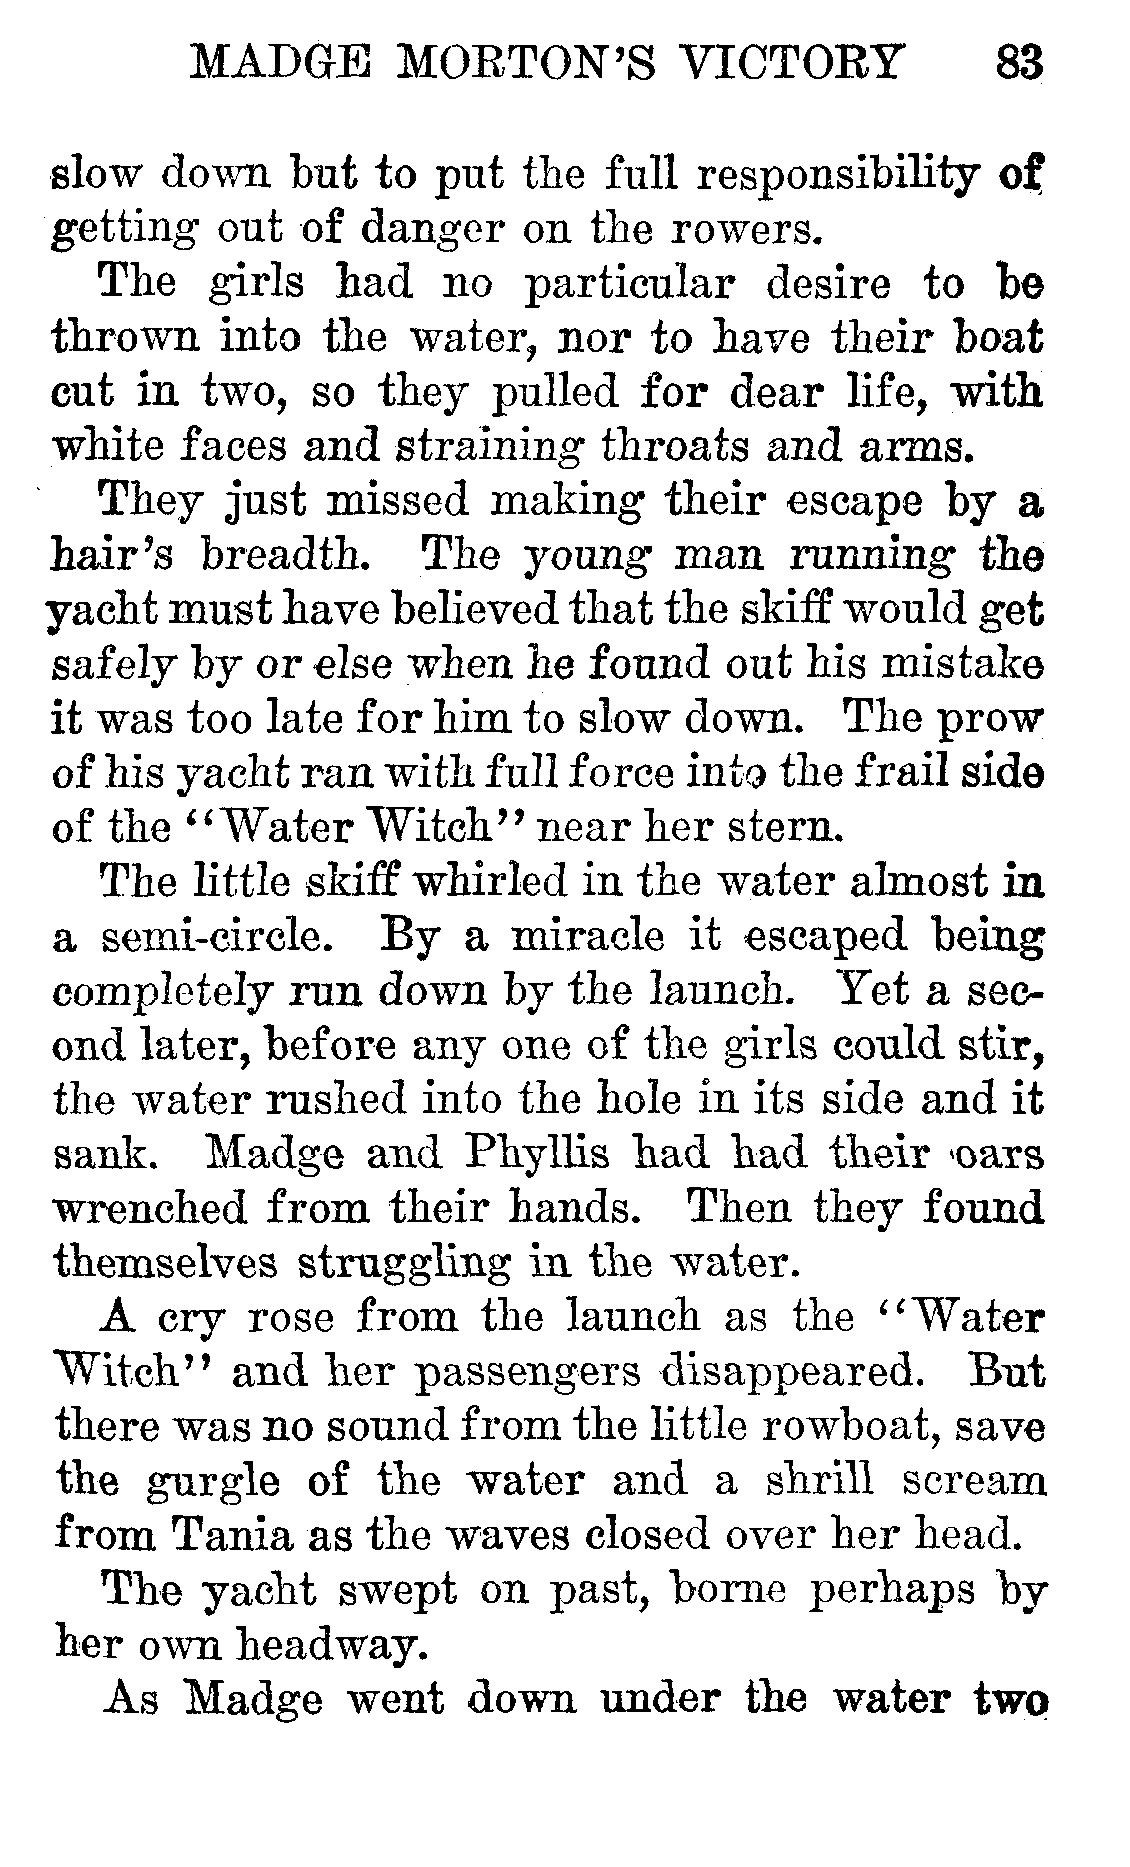 MADGE MORTON'S VICTORY 83
slow down but to put the full responsibility of
getting out of danger on the rowers.
The girls had no particular desire to be
thrown into the water, nor to have their boat
cut in two, so they pulled for dear life, with
white faces and straining throats and arms.
They just missed making their escape by a
hair's breadth. The young man running the
yacht must have believed that the skiff would get
safely by or else when he found out his mistake
it was too late for him to slow down. The prow
of his yacht ran with full force into the frail side
of the "Water Witch" near her stern.
The little skiff whirled in the water almost in
a semi-circle. By a miracle it escaped being
completely run down by the launch. Yet a sec-
ond later, before any one of the girls could stir,
the water rushed into the hole in its side and it
sank. Madge and Phyllis had had their oars
wrenched from their hands. Then they found
themselves struggling in the water.
A cry rose from the launch as the "Water
Witch" and her passengers disappeared. But
there was no sound from the little rowboat, save
the gurgle of the water and a shrill scream
from Tania as the waves closed over her head.
The yacht swept on past, borne perhaps by
her own headway.
As Madge went down under the water two